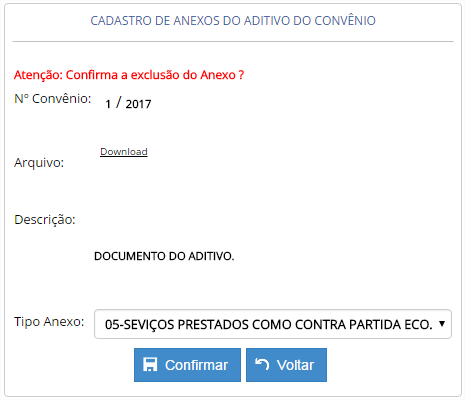 CADASTRO DE ANEXOS DO ADITIVO DO CONVÊNIO
Atenção: Confirma a exclusão do Anexo ?
Nº Convênio: 1 / 2017
Arquivo: Download
Descrição:
DOCUMENTO DO ADITIVO.
Tipo Anexo: 05-SEVIÇOS PRESTADOS COMO CONTRA PARTIDA ECO.
Confirmar Voltar